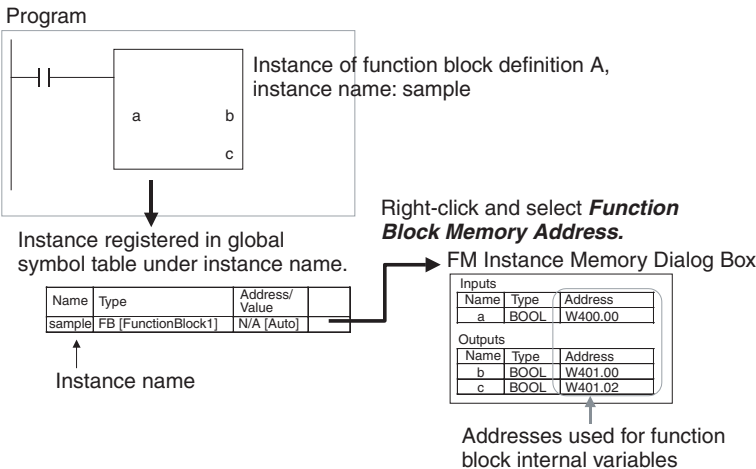 Program
Instance of function block definition A,
instance name: sample
a b
c
Instance registered in global
symbol table under instance name.
Name Type Address/
Value
sample FB [FunctionBlock1] N/A [Auto]
Instance name
Right-click and select Function
Block Memory Address.
FM Instance Memory Dialog Box
Inputs
Name Type Address
a BOOL W400.00
Outputs
Name Type Address
b BOOL W401.00
c BOOL W401.02
Addresses used for function
block internal variables